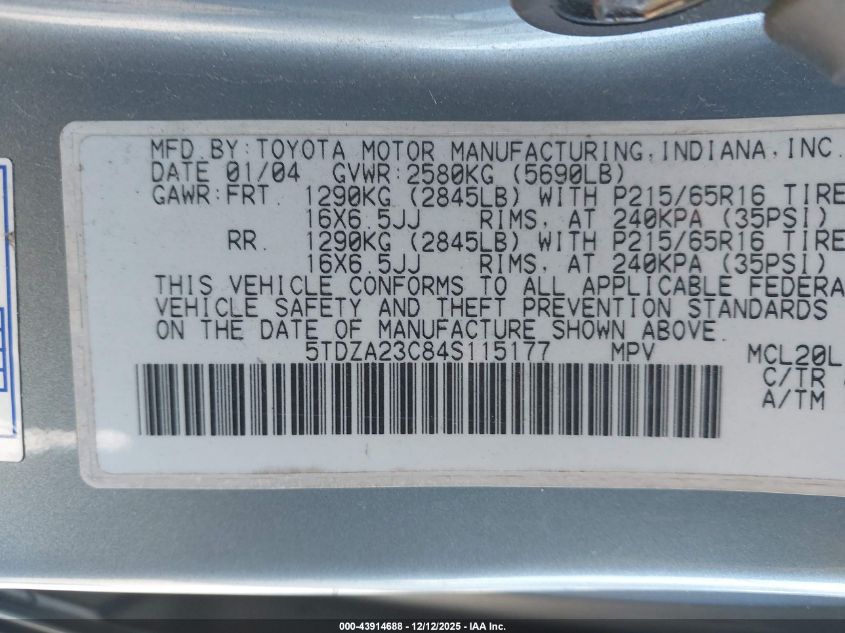 MFD.BY:TOYOTA MOTOR MANUFACTURING, INDIANA, INC.
DATE 01/04 GVWR:2580KG (5690LB)
GAWR:FRT. 1290KG (2845LB) WITH P215/65R16 TIRE
16X6.5JJ RIMS, AT 240KPA (35PSI)
RR. 1290KG (2845LB) WITH P215/65R16 TIRE
16X6.5JJ RIMS, AT 240KPA (35PSI)
THIS VEHICLE CONFORMS TO ALL APPLICABLE FEDERA
VEHICLE SAFETY AND THEFT PREVENTION STANDARDS
ON THE DATE OF MANUFACTURE SHOWN ABOVE.
5TDZA23C84S115177 MPV MCL20L
C/TR
A/TM
000-43914688 - 12/12/2025 - IAA Inc.